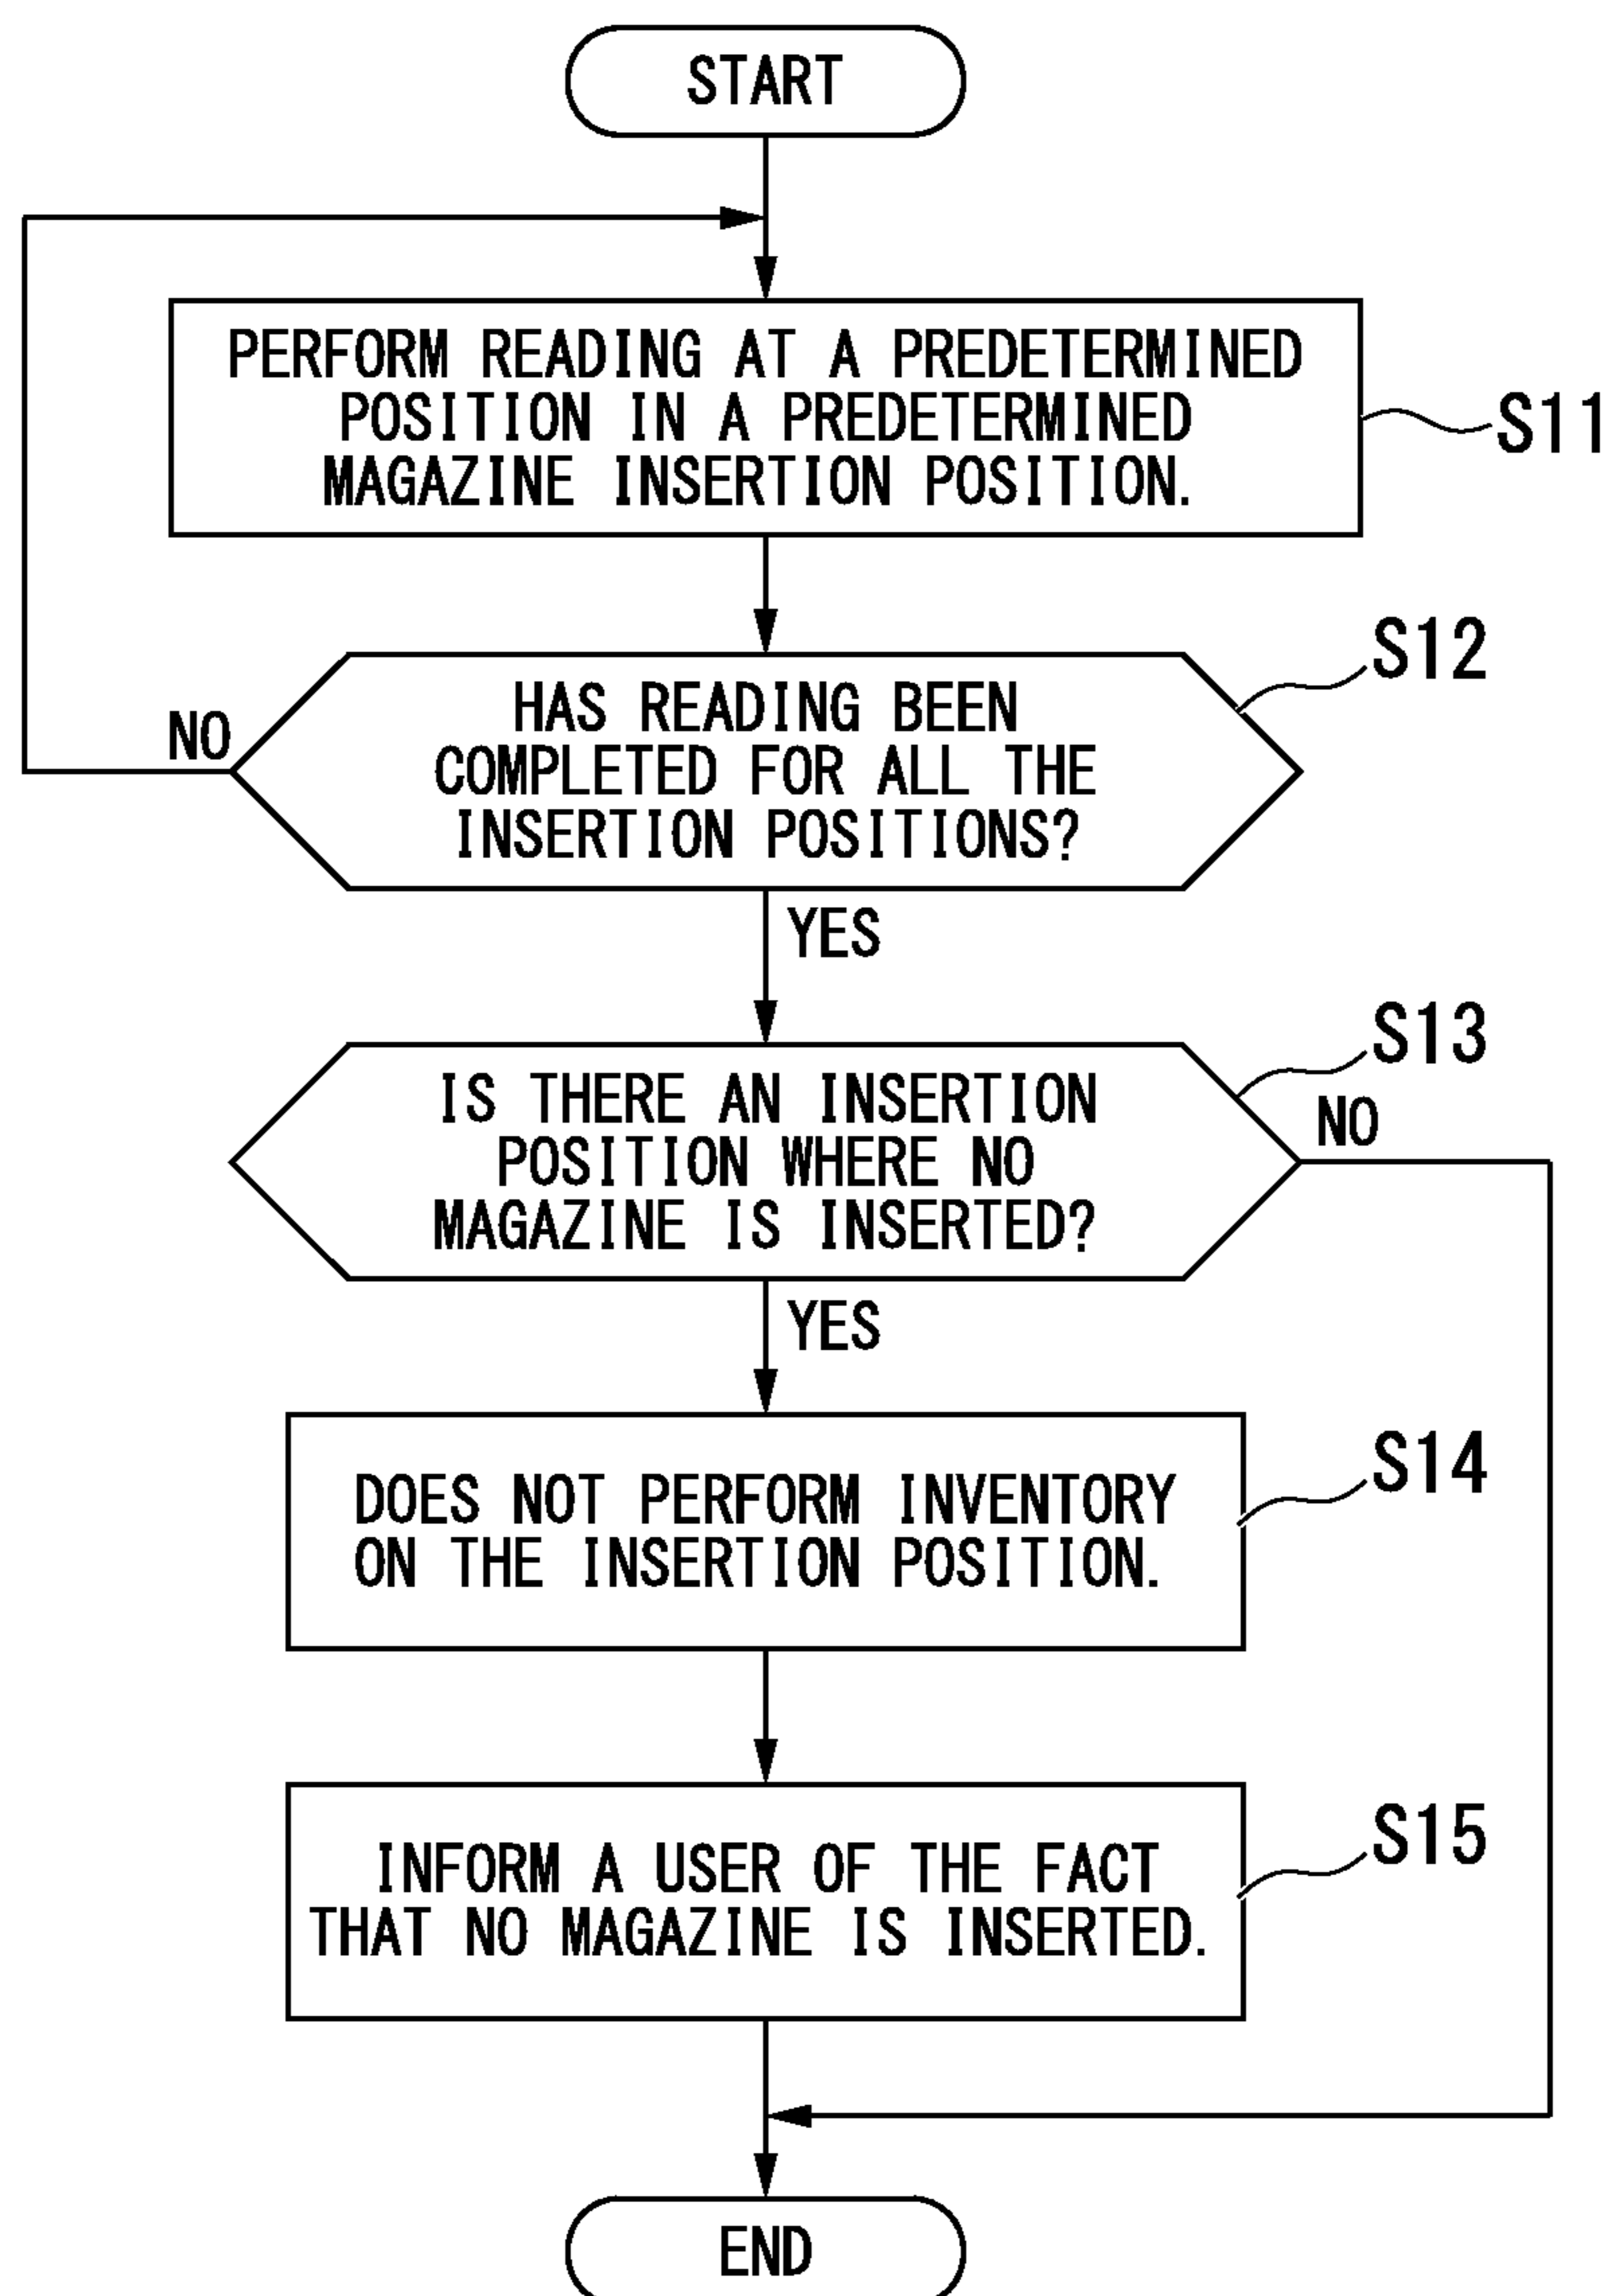 START
PERFORM READING AT A PREDETERMINED
POSITION IN A PREDETERMINED
MAGAZINE INSERTION POSITION.
S11
S12
HAS READING BEEN
COMPLETED FOR ALL THE
INSERTION POSITIONS?
NO
YES
S13
IS THERE AN INSERTION
POSITION WHERE NO
MAGAZINE IS INSERTED?
NO
YES
S14
DOES NOT PERFORM INVENTORY
ON THE INSERTION POSITION.
S15
INFORM A USER OF THE FACT
THAT NO MAGAZINE IS INSERTED.
END